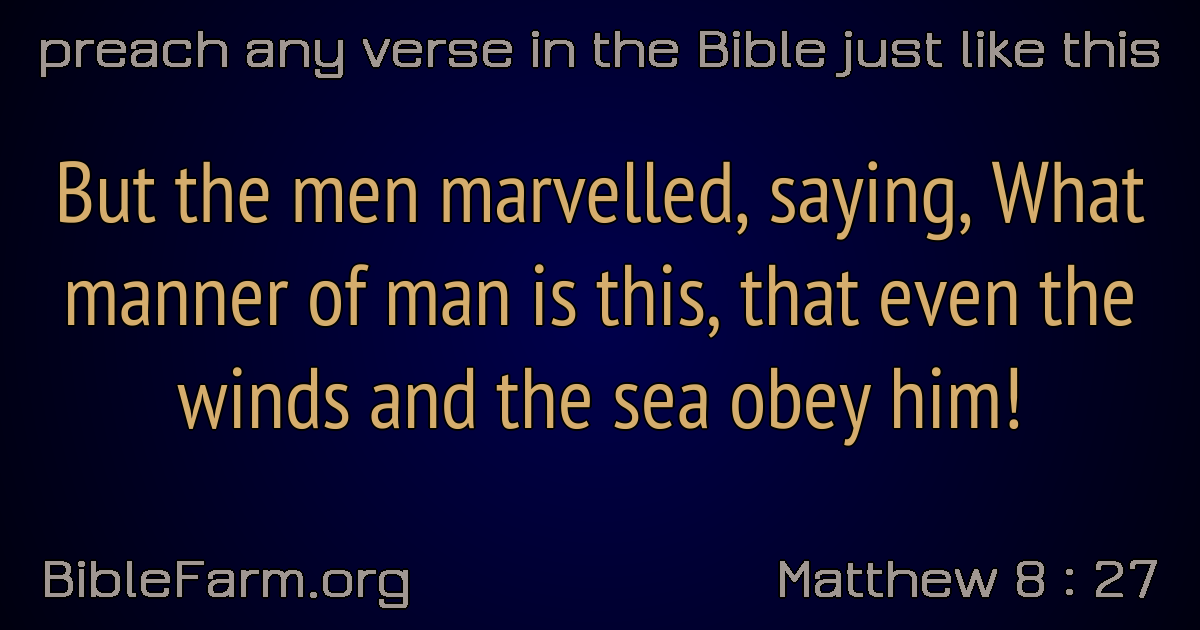 preach any verse in the Bible just like this
But the men marvelled, saying, What
manner of man is this, that even the
winds and the sea obey him!
BibleFarm.org
Matthew 8 : 27